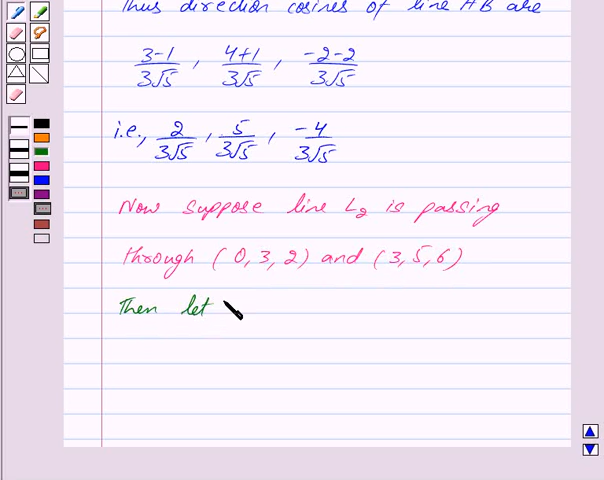 Thus direction cosines of line AB are
3-1/3√5, 4+1/3√5, -2-2/3√5
i.e., 2/3√5, 5/3√5, -4/3√5
Now suppose line L₂ is passing
through (0, 3, 2) and (3, 5, 6)
Then let